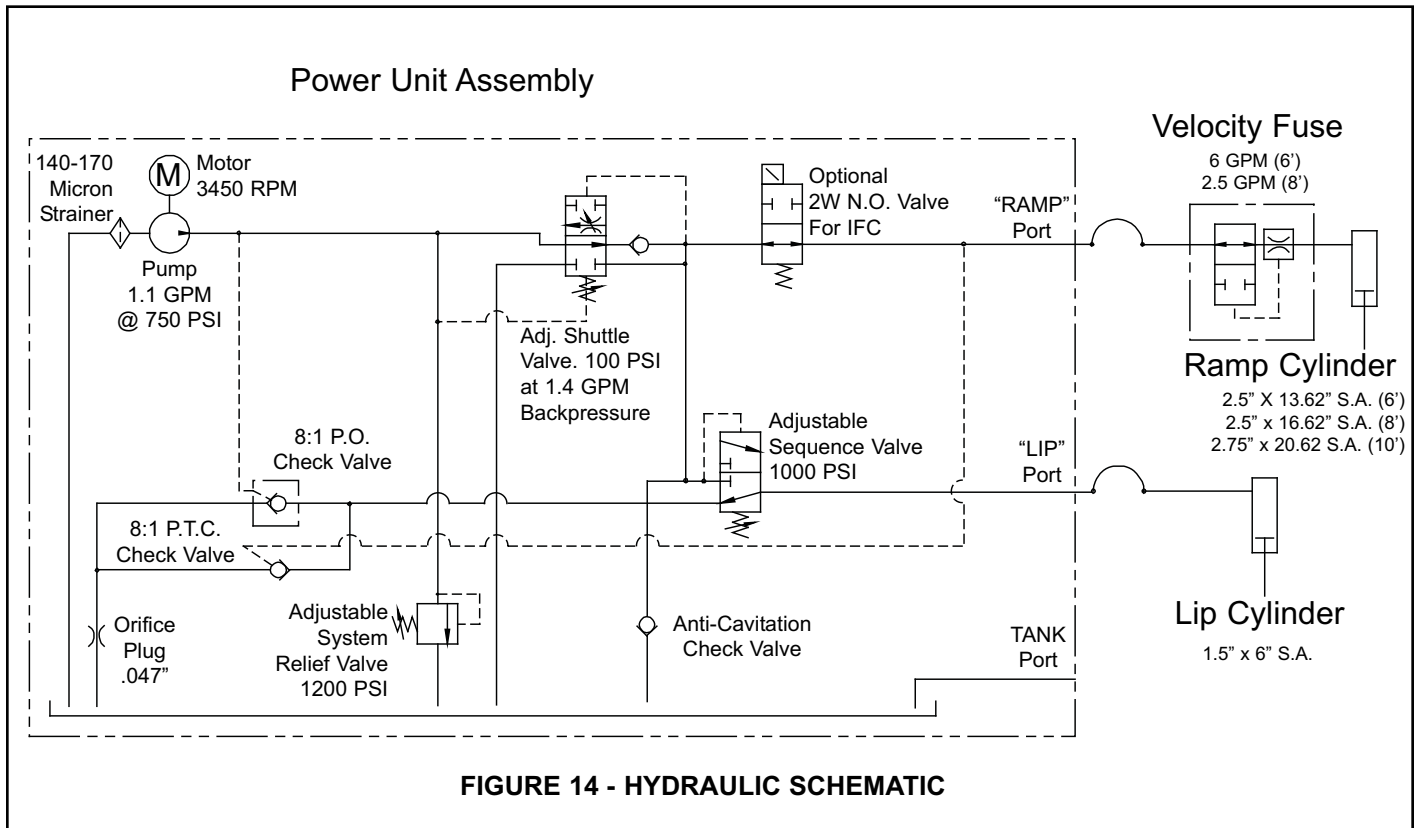 Power Unit Assembly
140-170
Micron
Strainer
M
Motor
3450 RPM
Pump
1.1 GPM
@ 750 PSI
Adj. Shuttle
Valve. 100 PSI
at 1.4 GPM
Backpressure
Optional
2W N.O. Valve
For IFC
“RAMP”
Port
Velocity Fuse
6 GPM (6’)
2.5 GPM (8’)
Ramp Cylinder
2.5” X 13.62” S.A. (6’)
2.5” x 16.62” S.A. (8’)
2.75” x 20.62 S.A. (10’)
8:1 P.O.
Check Valve
8:1 P.T.C.
Check Valve
Adjustable
Sequence Valve
1000 PSI
“LIP”
Port
Orifice
Plug
.047”
Adjustable
System
Relief Valve
1200 PSI
Anti-Cavitation
Check Valve
TANK
Port
Lip Cylinder
1.5” x 6” S.A.
FIGURE 14 - HYDRAULIC SCHEMATIC